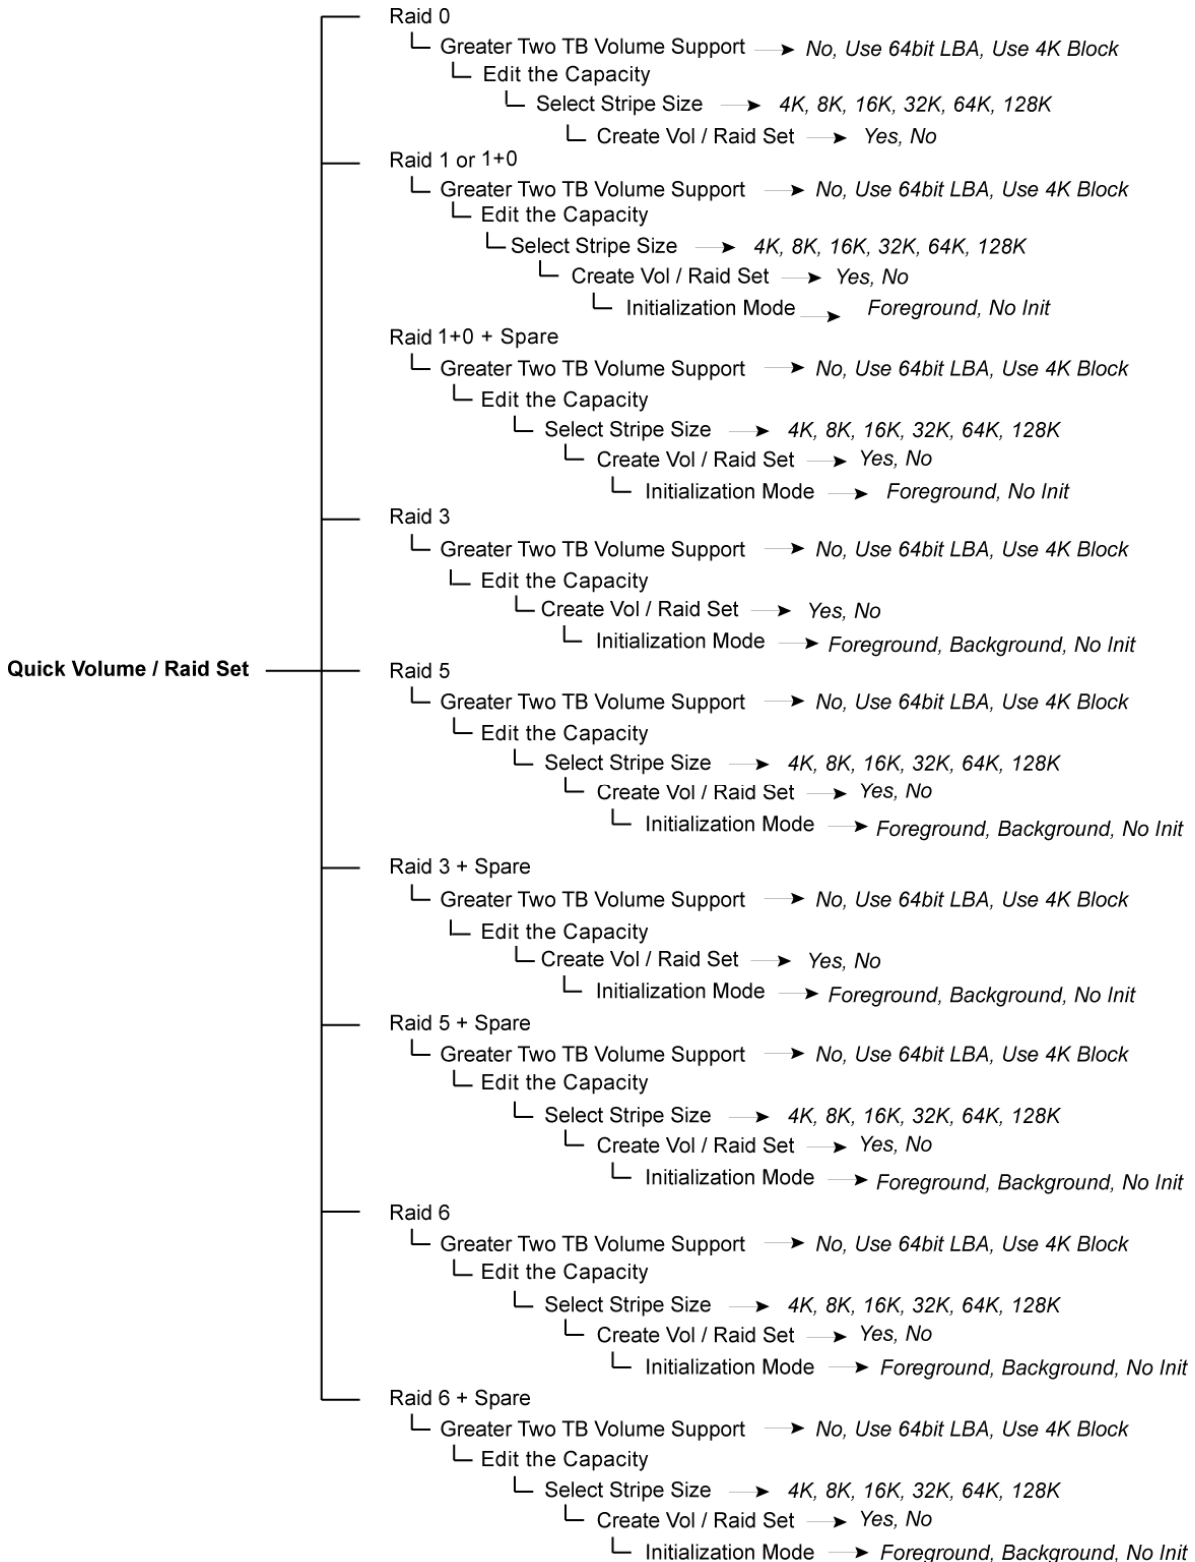 Raid 0
Greater Two TB Volume Support No, Use 64bit LBA, Use 4K Block
Edit the Capacity
Select Stripe Size 4K, 8K, 16K, 32K, 64K, 128K
Create Vol / Raid Set Yes, No
Raid 1 or 1+0
Greater Two TB Volume Support No, Use 64bit LBA, Use 4K Block
Edit the Capacity
Select Stripe Size 4K, 8K, 16K, 32K, 64K, 128K
Create Vol / Raid Set Yes, No
Initialization Mode Foreground, No Init
Raid 1+0 + Spare
Greater Two TB Volume Support No, Use 64bit LBA, Use 4K Block
Edit the Capacity
Select Stripe Size 4K, 8K, 16K, 32K, 64K, 128K
Create Vol / Raid Set Yes, No
Initialization Mode Foreground, No Init
Raid 3
Greater Two TB Volume Support No, Use 64bit LBA, Use 4K Block
Edit the Capacity
Create Vol / Raid Set Yes, No
Initialization Mode Foreground, Background, No Init
Quick Volume / Raid Set
Raid 5
Greater Two TB Volume Support No, Use 64bit LBA, Use 4K Block
Edit the Capacity
Select Stripe Size 4K, 8K, 16K, 32K, 64K, 128K
Create Vol / Raid Set Yes, No
Initialization Mode Foreground, Background, No Init
Raid 3 + Spare
Greater Two TB Volume Support No, Use 64bit LBA, Use 4K Block
Edit the Capacity
Create Vol / Raid Set Yes, No
Initialization Mode Foreground, Background, No Init
Raid 5 + Spare
Greater Two TB Volume Support No, Use 64bit LBA, Use 4K Block
Edit the Capacity
Select Stripe Size 4K, 8K, 16K, 32K, 64K, 128K
Create Vol / Raid Set Yes, No
Initialization Mode Foreground, Background, No Init
Raid 6
Greater Two TB Volume Support No, Use 64bit LBA, Use 4K Block
Edit the Capacity
Select Stripe Size 4K, 8K, 16K, 32K, 64K, 128K
Create Vol / Raid Set Yes, No
Initialization Mode Foreground, Background, No Init
Raid 6 + Spare
Greater Two TB Volume Support No, Use 64bit LBA, Use 4K Block
Edit the Capacity
Select Stripe Size 4K, 8K, 16K, 32K, 64K, 128K
Create Vol / Raid Set Yes, No
Initialization Mode Foreground, Background, No Init